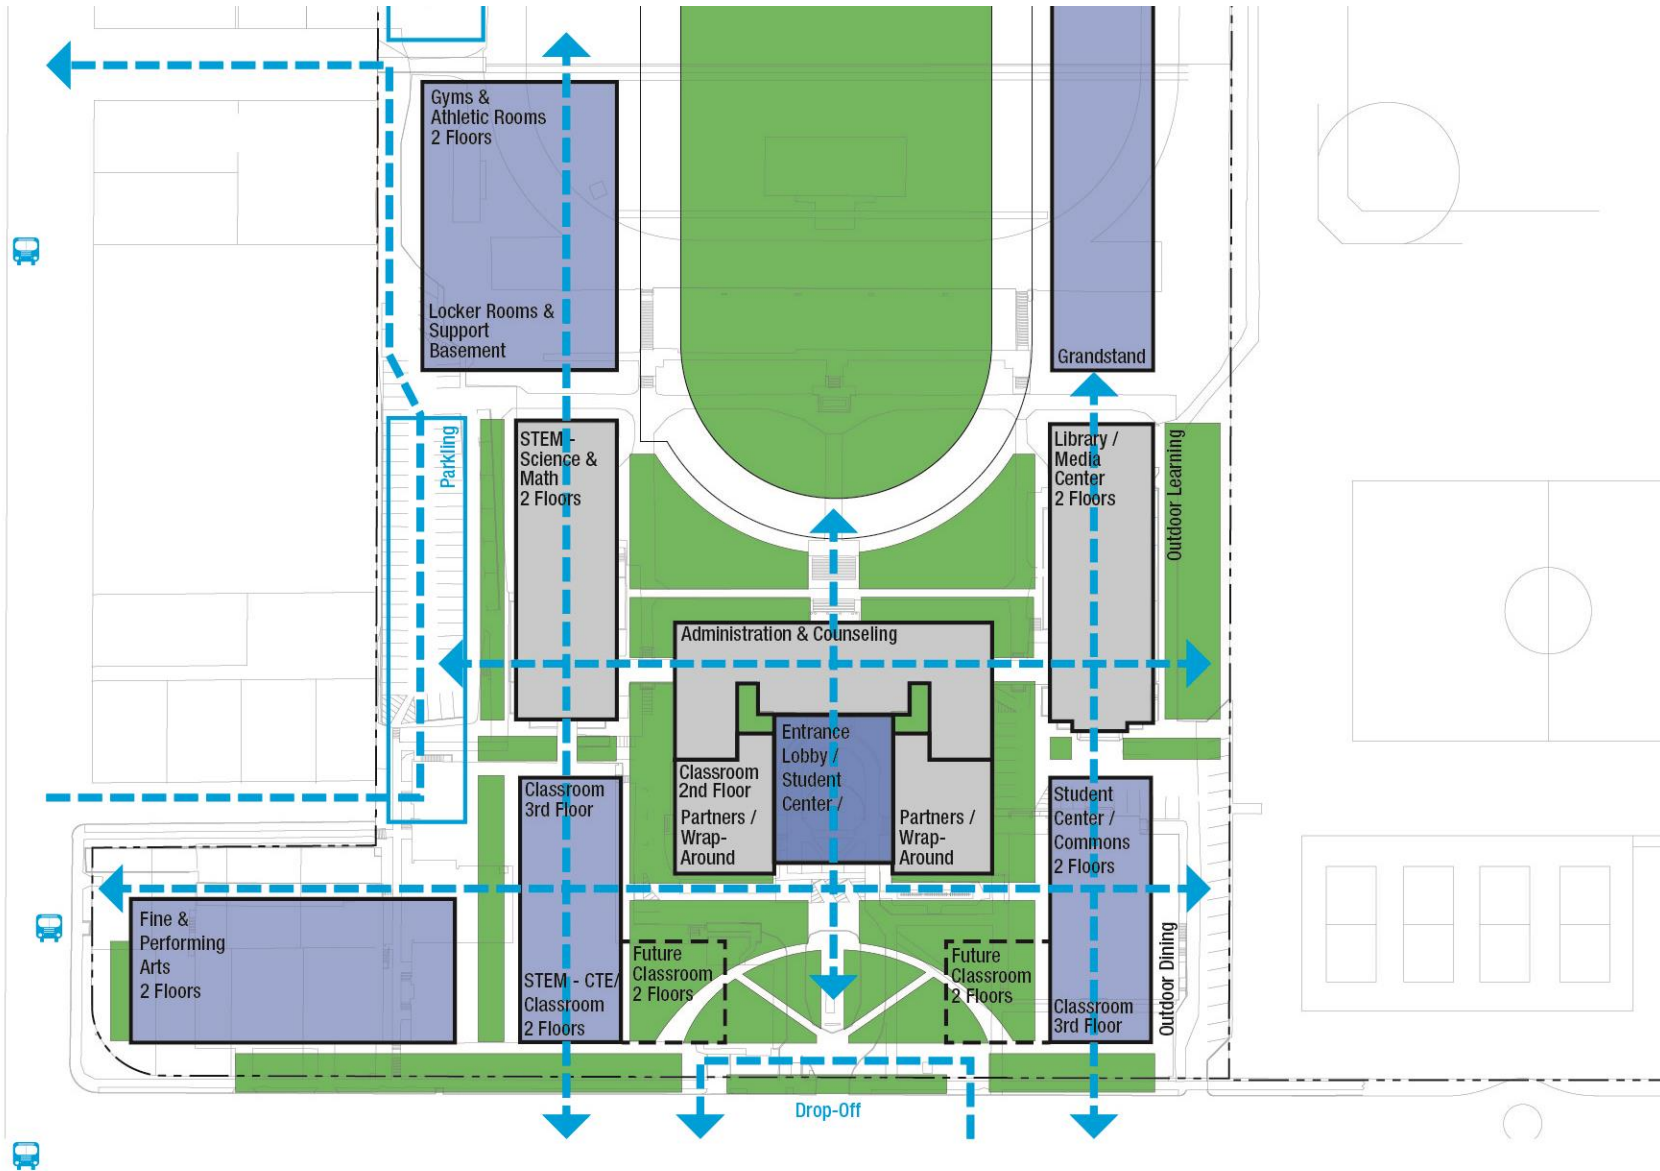 Gyms &
Athletic Rooms
2 Floors
Locker Rooms &
Support
Basement
Grandstand
Parkling
STEM -
Science &
Math
2 Floors
Library /
Media
Center
2 Floors
Outdoor Learning
Administration & Counseling
Entrance
Lobby /
Student
Center /
Classroom
2nd Floor
Partners /
Wrap-
Around
Partners /
Wrap-
Around
Classroom
3rd Floor
Student
Center /
Commons
2 Floors
Fine &
Performing
Arts
2 Floors
STEM - CTE/
Classroom
2 Floors
Future
Classroom
2 Floors
Future
Classroom
2 Floors
Classroom
3rd Floor
Outdoor Dining
Drop-Off